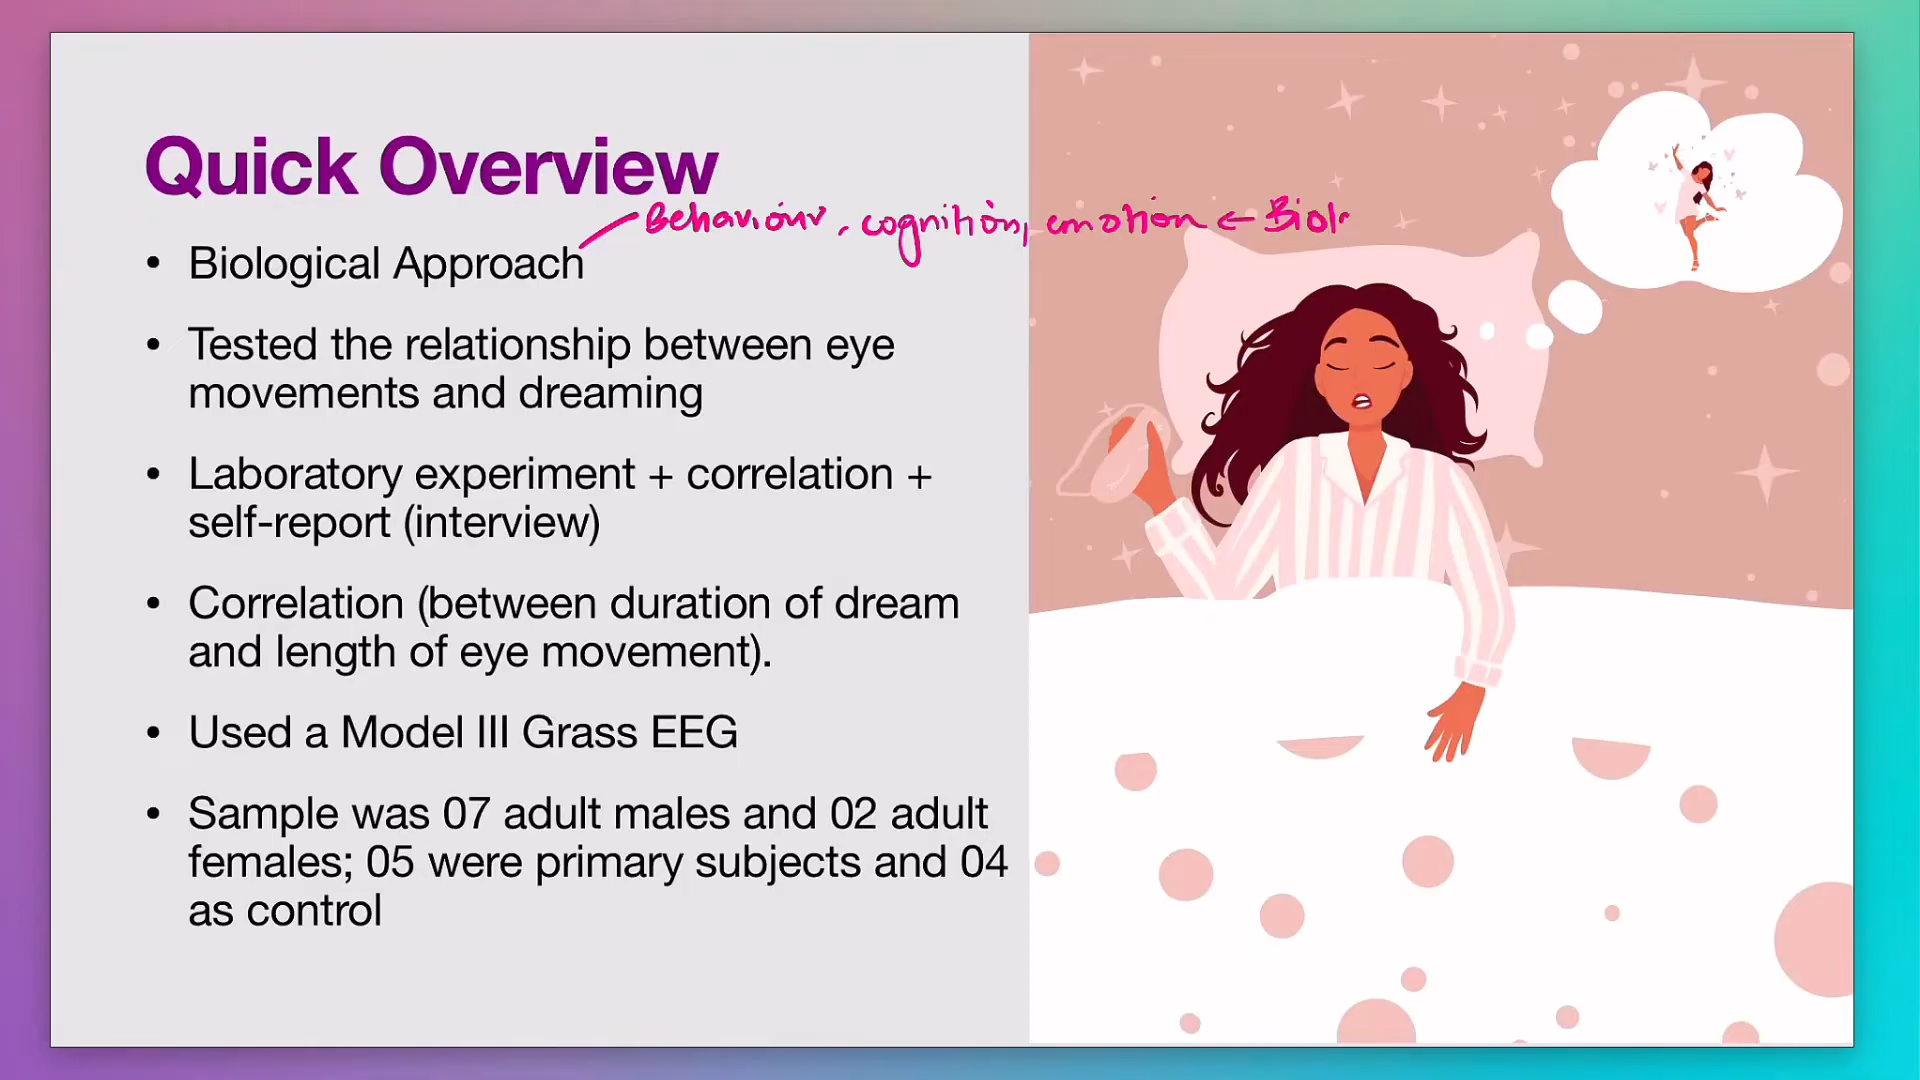 Quick Overview
Behaviour, cognition, emotion ← Biol
• Biological Approach
• Tested the relationship between eye
movements and dreaming
• Laboratory experiment + correlation +
self-report (interview)
• Correlation (between duration of dream
and length of eye movement).
• Used a Model III Grass EEG
• Sample was 07 adult males and 02 adult
females; 05 were primary subjects and 04
as control